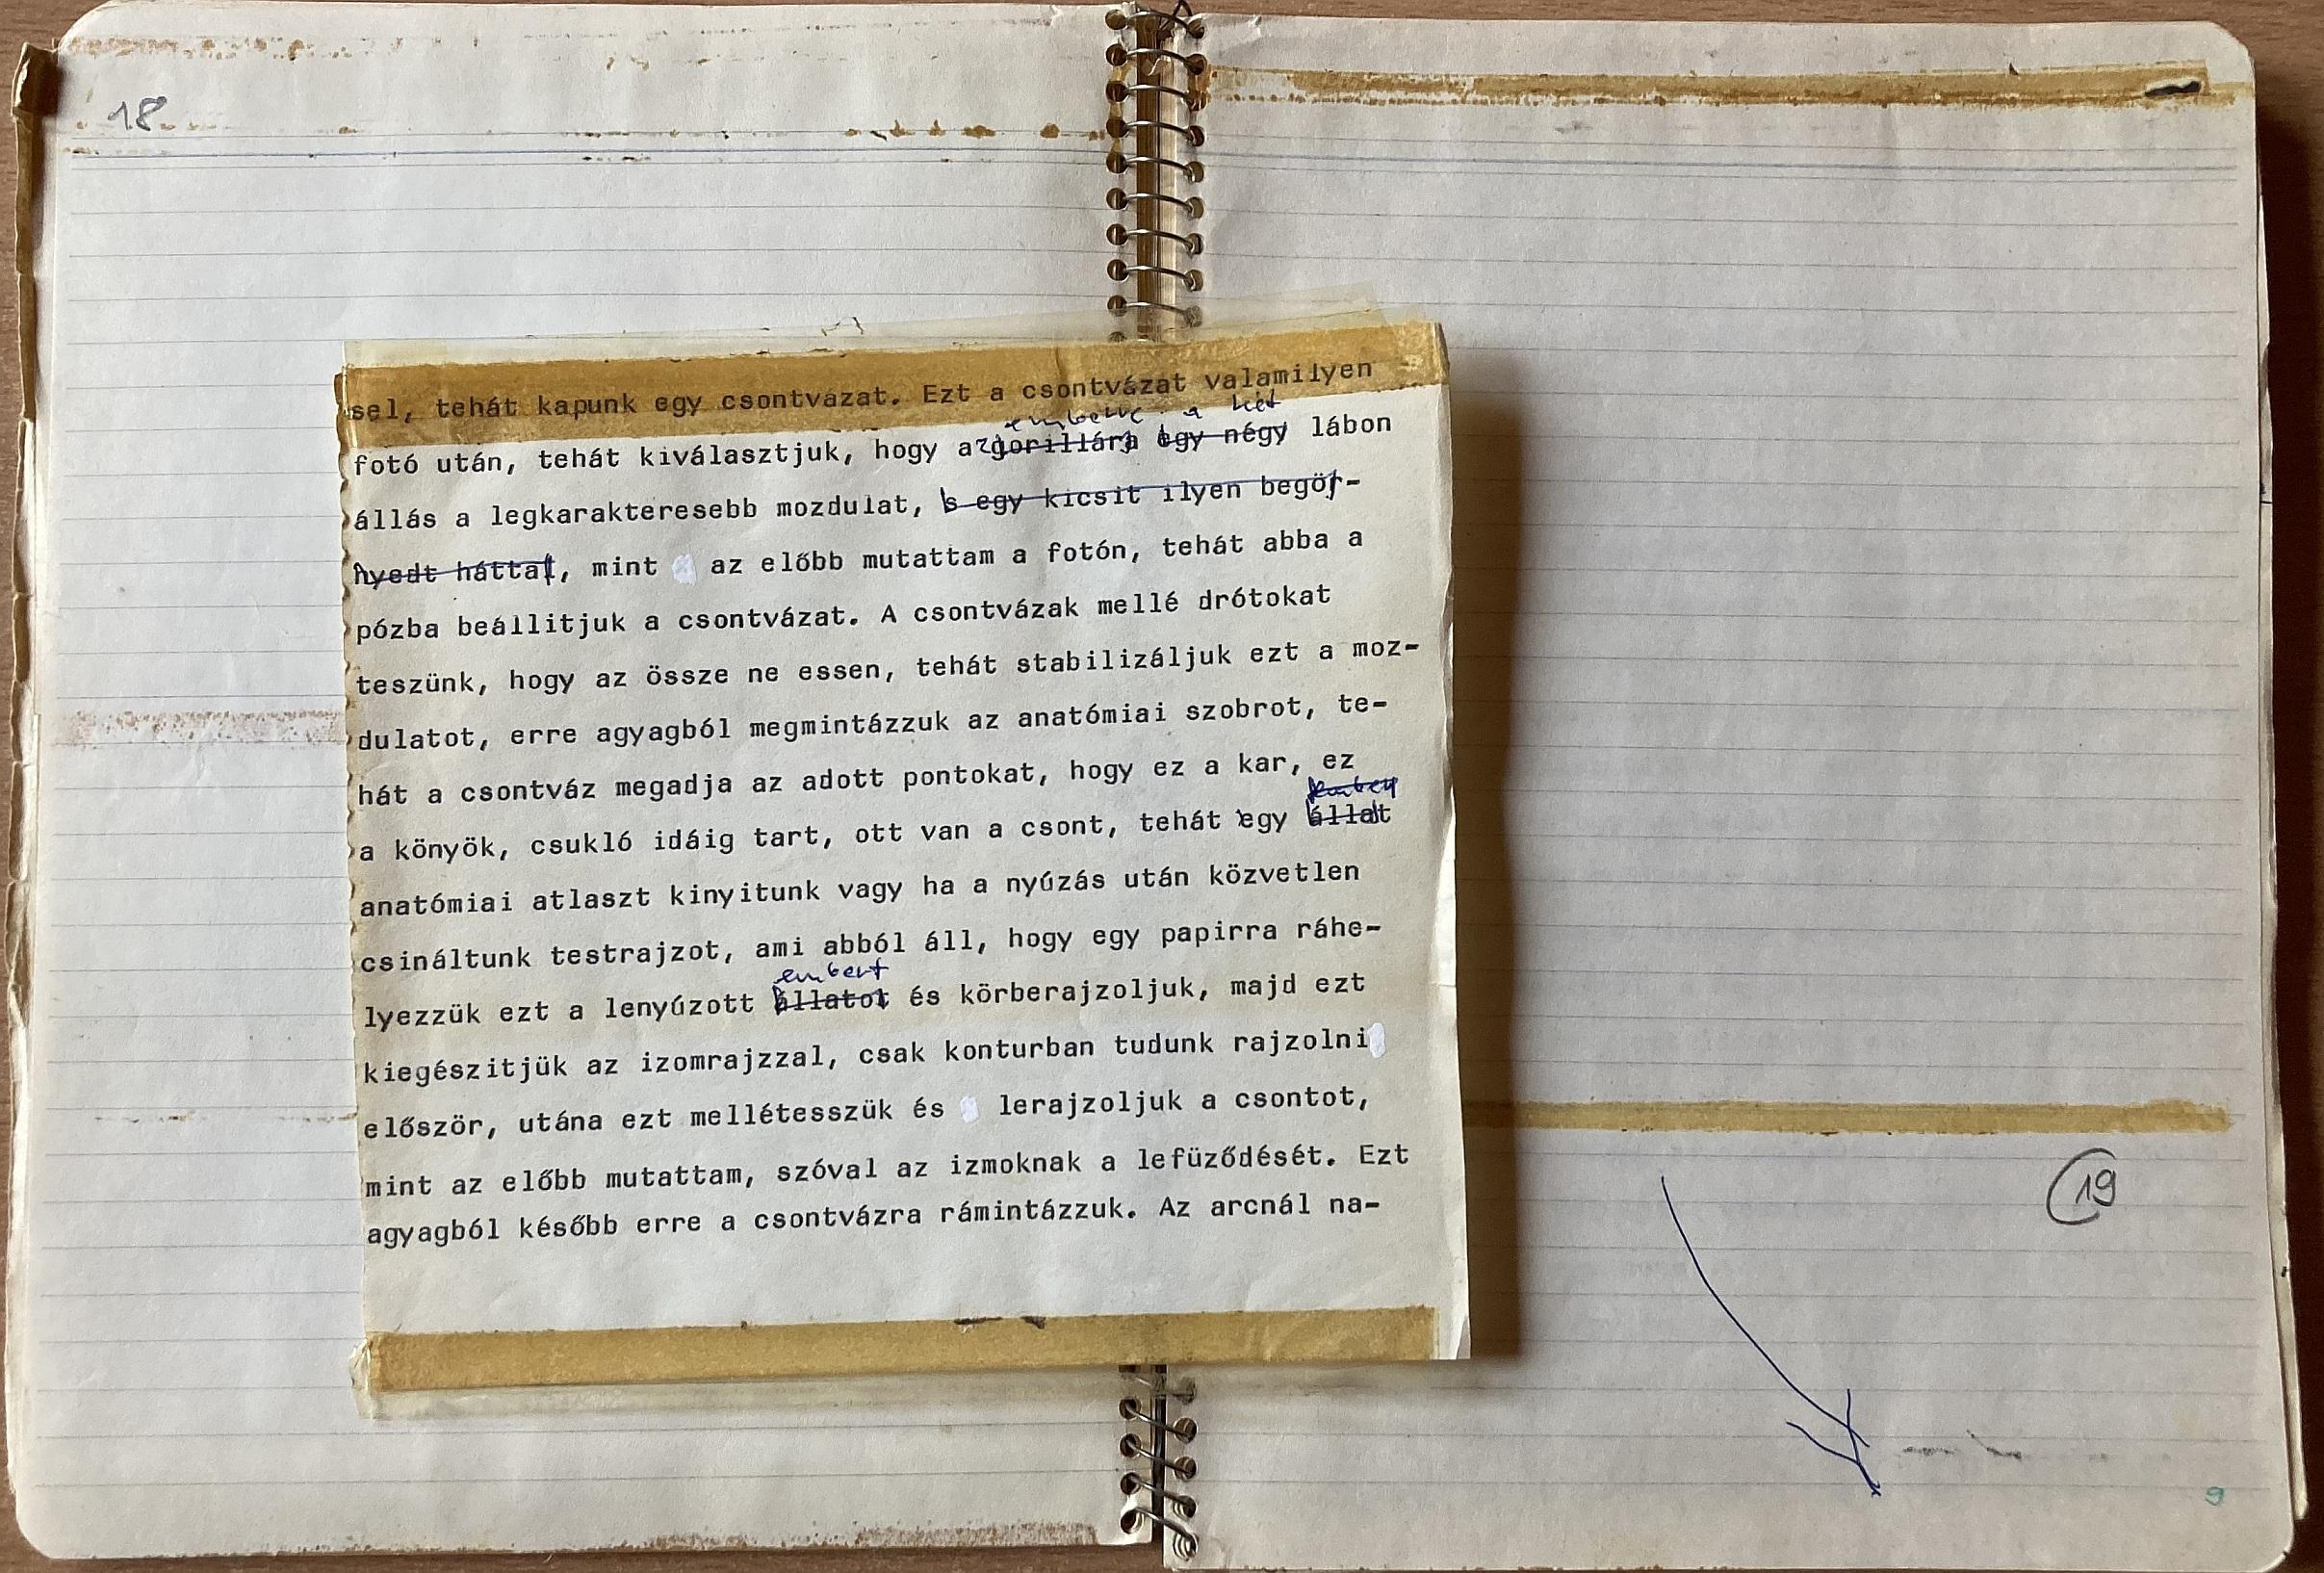 18
sel, tehát kapunk egy csontvázat. Ezt a csontvázat valamilyen
emberre a két
fotó után, tehát kiválasztjuk, hogy az gorillára egy négy lábon
állás a legkarakteresebb mozdulat, s egy kicsit ilyen begör-
nyedt háttal, mint az előbb mutattam a fotón, tehát abba a
pózba beállitjuk a csontvázat. A csontvázak mellé drótokat
teszünk, hogy az össze ne essen, tehát stabilizáljuk ezt a moz-
dulatot, erre agyagból megmintázzuk az anatómiai szobrot, te-
hát a csontváz megadja az adott pontokat, hogy ez a kar, ez
a könyök, csukló idáig tart, ott van a csont, tehát egy állat
anatómiai atlaszt kinyitunk vagy ha a nyúzás után közvetlen
csináltunk testrajzot, ami abból áll, hogy egy papirra ráhe-
embert
lyezzük ezt a lenyúzott állatot és körberajzoljuk, majd ezt
kiegészitjük az izomrajzzal, csak konturban tudunk rajzolni
először, utána ezt mellétesszük és lerajzoljuk a csontot,
mint az előbb mutattam, szóval az izmoknak a lefüződését. Ezt
agyagból később erre a csontvázra rámintázzuk. Az arcnál na-
19
9